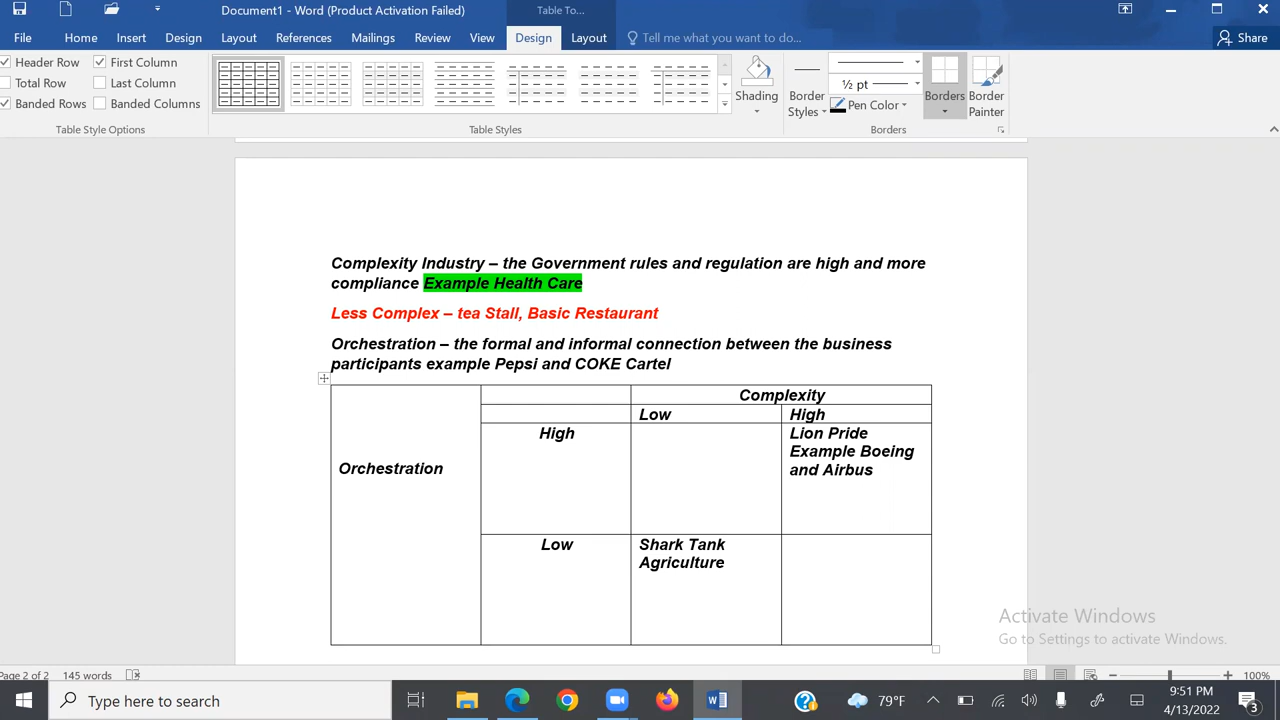 Document1 - Word (Product Activation Failed)
Table To...
File Home Insert Design Layout References Mailings Review View Design Layout Tell me what you want to do... Share
Header Row First Column
Total Row Last Column
Banded Rows Banded Columns
Table Style Options
Table Styles
Shading
Border Styles
½ pt
Pen Color
Borders
Border Painter
Borders
Complexity Industry – the Government rules and regulation are high and more
compliance Example Health Care
Less Complex – tea Stall, Basic Restaurant
Orchestration – the formal and informal connection between the business
participants example Pepsi and COKE Cartel
Complexity
Low High
Orchestration
High
Lion Pride
Example Boeing
and Airbus
Low
Shark Tank
Agriculture
Activate Windows
Go to Settings to activate Windows.
Page 2 of 2 145 words
100%
Type here to search
79°F
9:51 PM
4/13/2022
3